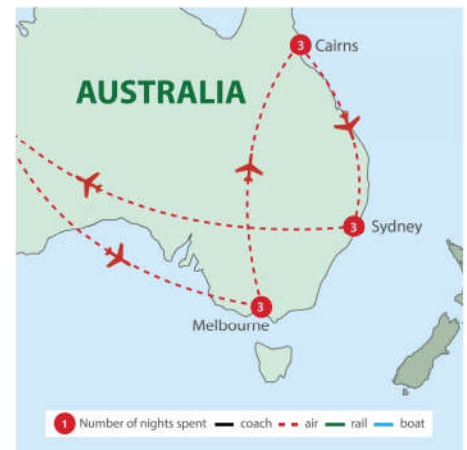 3 Cairns
AUSTRALIA
3 Sydney
3
Melbourne
1 Number of nights spent coach air rail boat